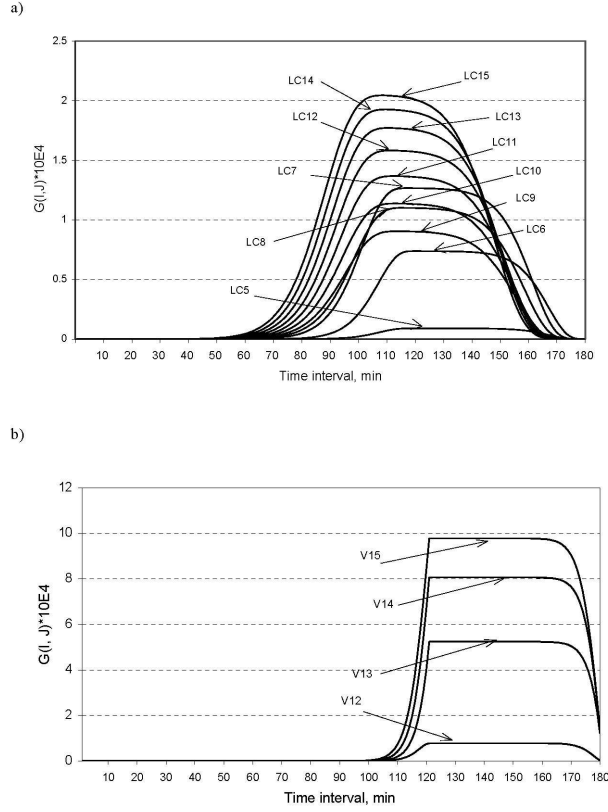 a)
2.5
2
1.5
1
0.5
0
G(I,J)*10E4
LC14
LC15
LC12
LC13
LC11
LC7
LC10
LC9
LC8
LC6
LC5
10 20 30 40 50 60 70 80 90 100 110 120 130 140 150 160 170 180
Time interval, min
b)
12
10
8
6
4
2
0
G(I, J)*10E4
V15
V14
V13
V12
10 20 30 40 50 60 70 80 90 100 110 120 130 140 150 160 170 180
Time interval, min